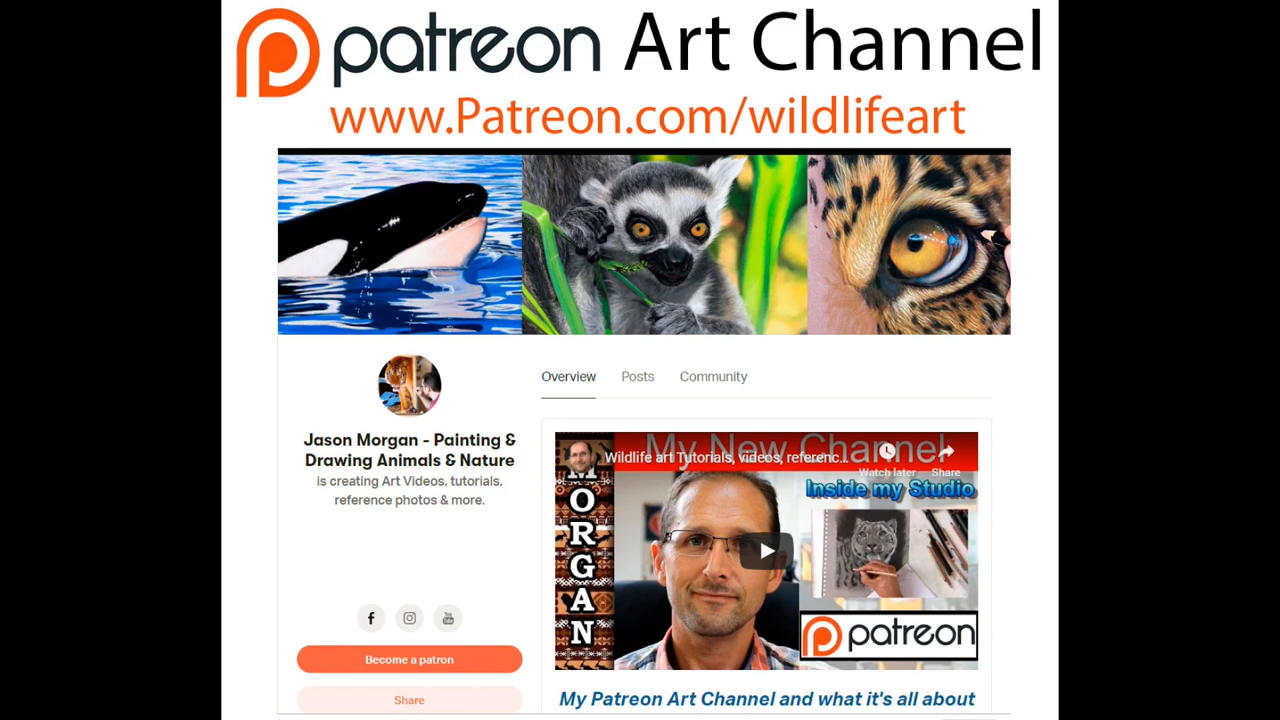 patreon Art Channel
www.Patreon.com/wildlifeart
Overview Posts Community
Jason Morgan - Painting &
Drawing Animals & Nature
is creating Art Videos, tutorials,
reference photos & more.
Become a patron
Share
My New Channel
Wildlife art Tutorials, videos, referenc...
Watch later Share
MORGAN
Inside my Studio
patreon
My Patreon Art Channel and what it's all about